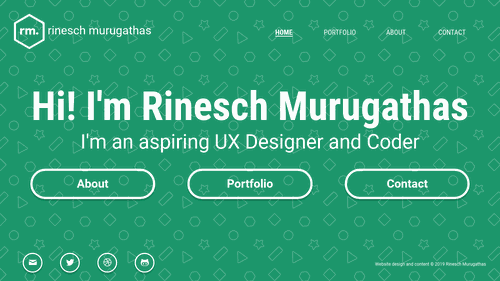 rm. rinesch murugathas
HOME PORTFOLIO ABOUT CONTACT
Hi! I'm Rinesch Murugathas
I'm an aspiring UX Designer and Coder
About Portfolio Contact
Website design and content © 2019 Rinesch Murugathas